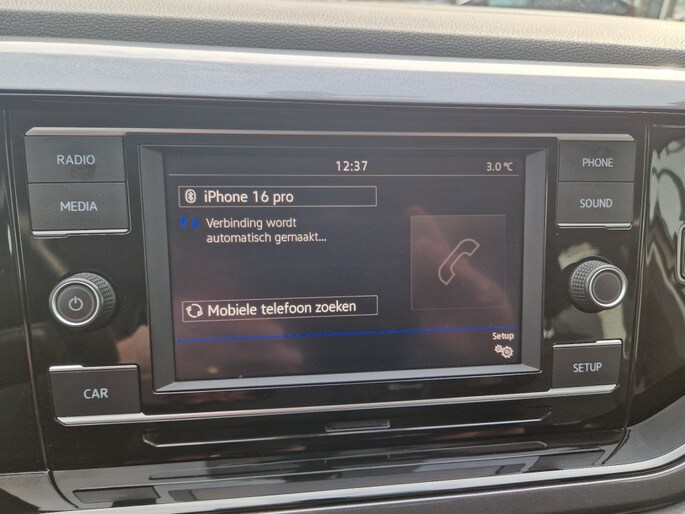 12:37
3.0 °C
RADIO
MEDIA
PHONE
SOUND
iPhone 16 pro
Verbinding wordt
automatisch gemaakt...
Mobiele telefoon zoeken
Setup
CAR
SETUP